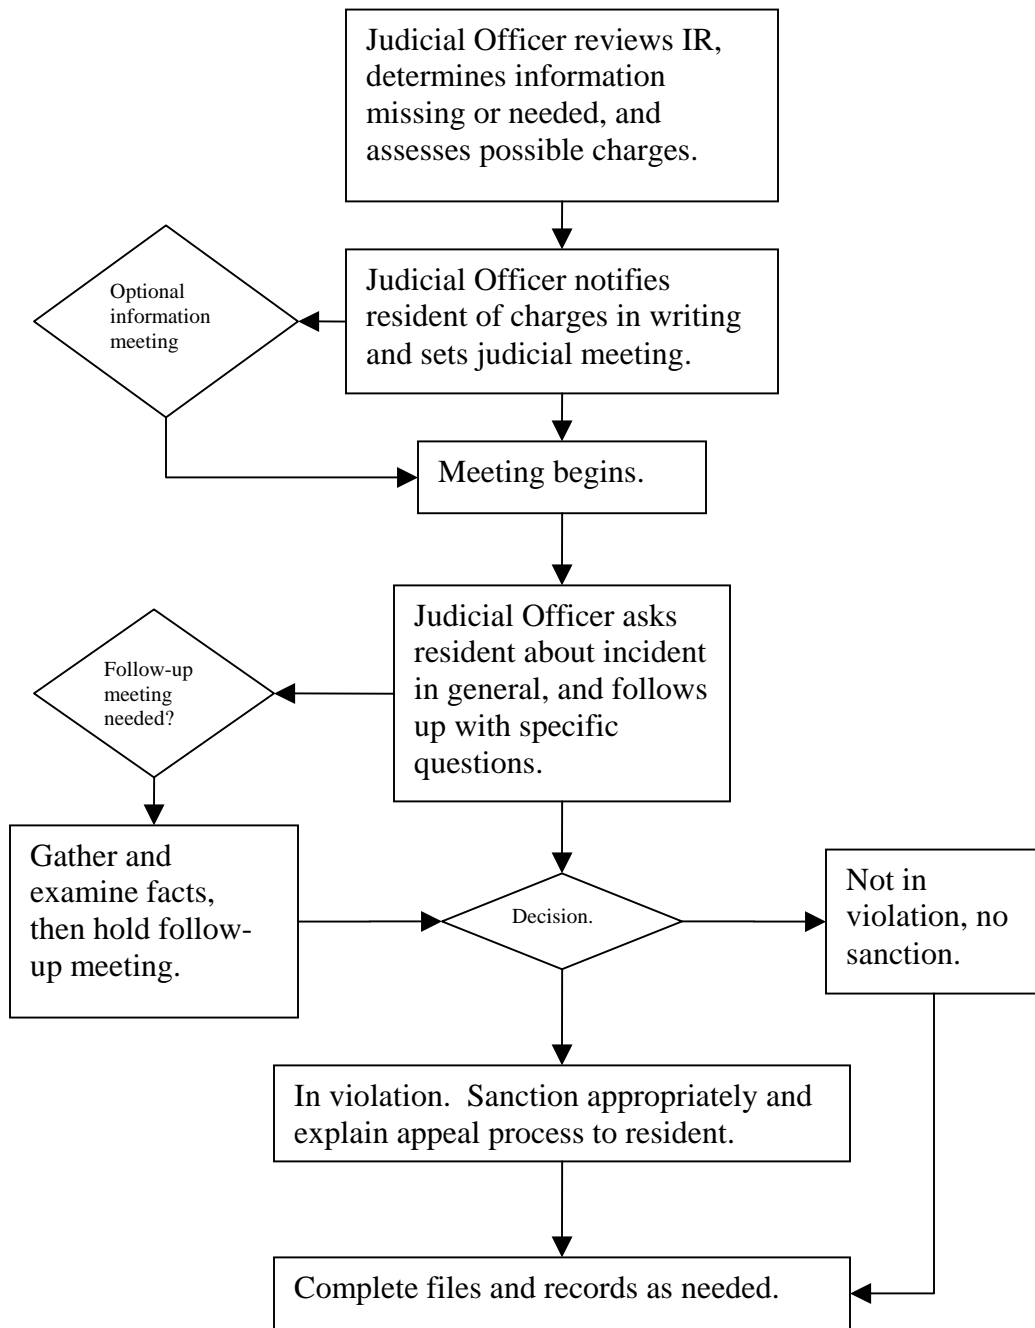 Judicial Officer reviews IR,
determines information
missing or needed, and
assesses possible charges.
Optional
information
meeting
Judicial Officer notifies
resident of charges in writing
and sets judicial meeting.
Meeting begins.
Judicial Officer asks
resident about incident
in general, and follows
up with specific
questions.
Follow-up
meeting
needed?
Gather and
examine facts,
then hold follow-
up meeting.
Decision.
Not in
violation, no
sanction.
In violation.  Sanction appropriately and
explain appeal process to resident.
Complete files and records as needed.